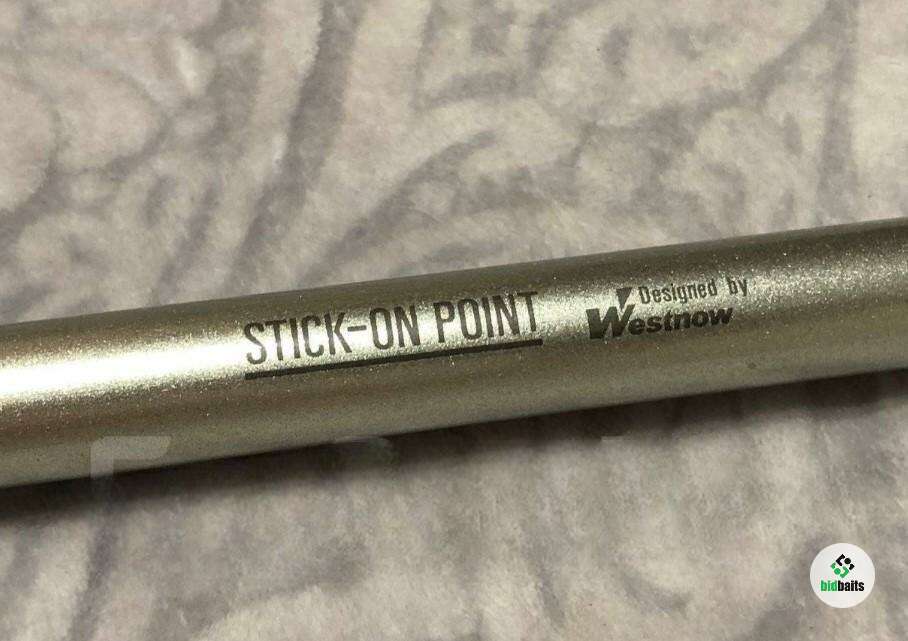 STICK-ON POINT
Designed by
Westnow
bidbaits